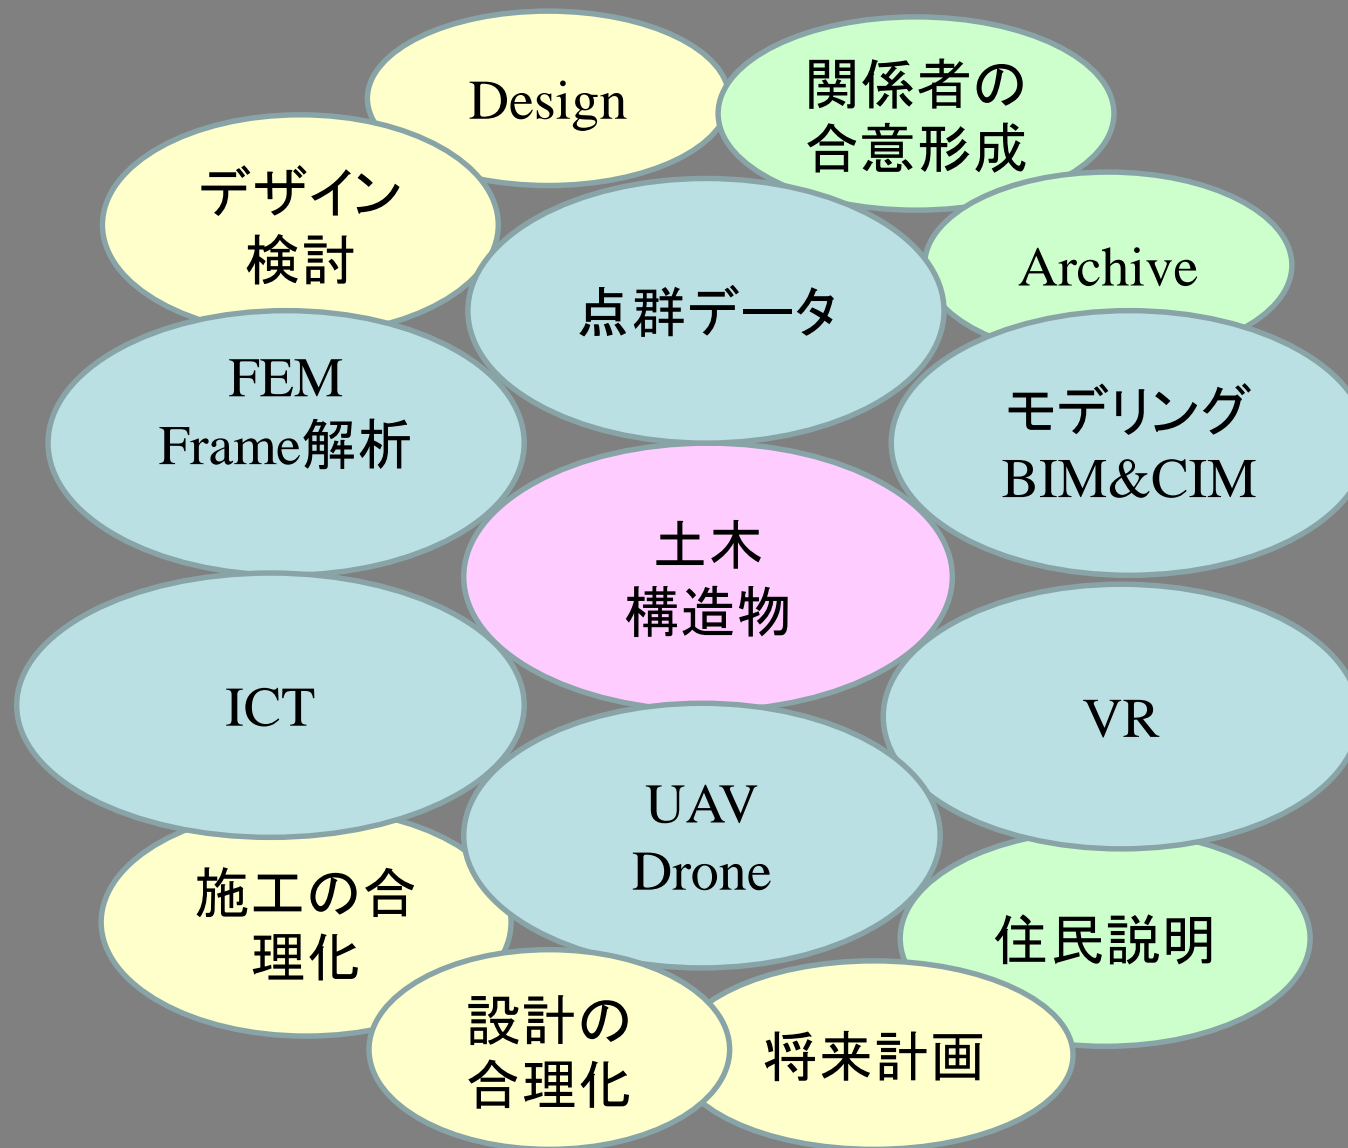 Design
関係者の
合意形成
デザイン
検討
Archive
点群データ
FEM
Frame解析
モデリング
BIM&CIM
土木
構造物
ICT
VR
UAV
Drone
施工の合
理化
住民説明
設計の
合理化
将来計画